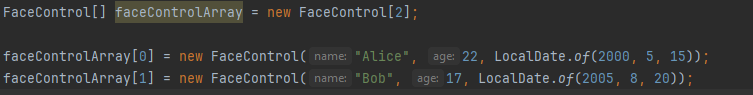 FaceControl[] faceControlArray = new FaceControl[2];
faceControlArray[0] = new FaceControl( name: "Alice", age: 22, LocalDate.of(2000, 5, 15));
faceControlArray[1] = new FaceControl( name: "Bob", age: 17, LocalDate.of(2005, 8, 20));